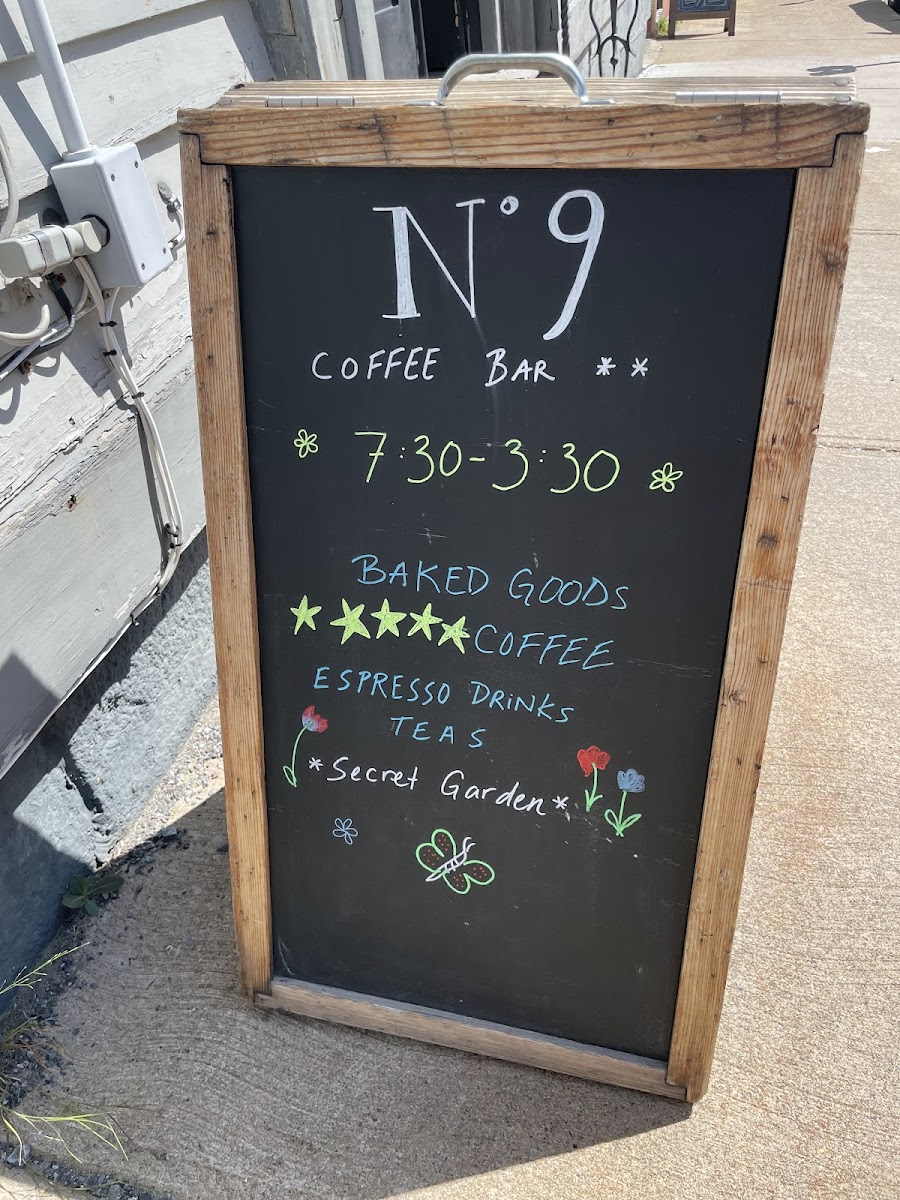 N° 9
COFFEE BAR **
7:30-3:30
BAKED GOODS
★★★★★ COFFEE
ESPRESSO DRiNKS
TEAS
*Secret Garden*